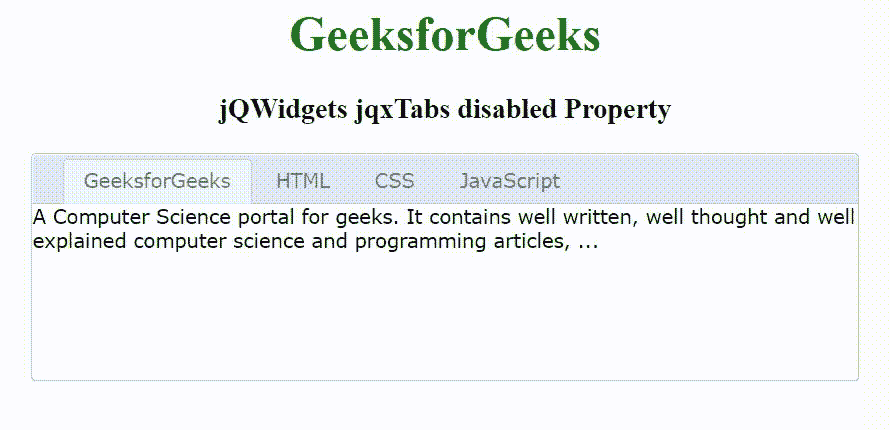 GeeksforGeeks
jQWidgets jqxTabs disabled Property
GeeksforGeeks HTML CSS JavaScript
A Computer Science portal for geeks. It contains well written, well thought and well
explained computer science and programming articles, ...